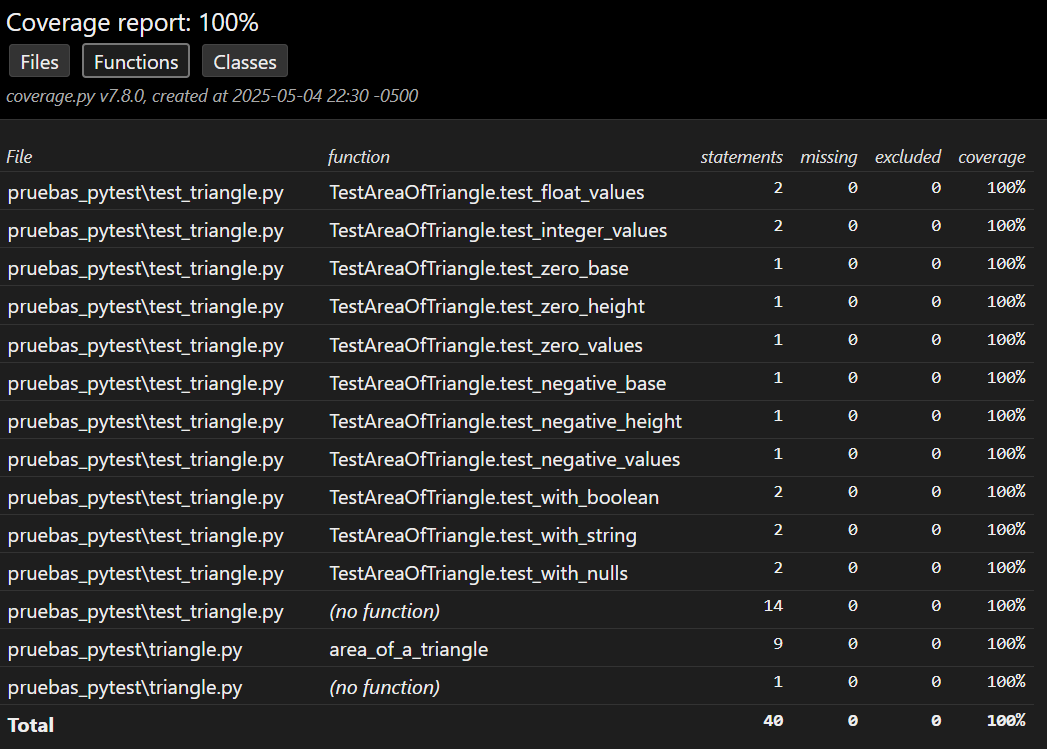 Coverage report: 100%
Files Functions Classes
coverage.py v7.8.0, created at 2025-05-04 22:30 -0500
File function statements missing excluded coverage
pruebas_pytest\test_triangle.py TestAreaOfTriangle.test_float_values 2 0 0 100%
pruebas_pytest\test_triangle.py TestAreaOfTriangle.test_integer_values 2 0 0 100%
pruebas_pytest\test_triangle.py TestAreaOfTriangle.test_zero_base 1 0 0 100%
pruebas_pytest\test_triangle.py TestAreaOfTriangle.test_zero_height 1 0 0 100%
pruebas_pytest\test_triangle.py TestAreaOfTriangle.test_zero_values 1 0 0 100%
pruebas_pytest\test_triangle.py TestAreaOfTriangle.test_negative_base 1 0 0 100%
pruebas_pytest\test_triangle.py TestAreaOfTriangle.test_negative_height 1 0 0 100%
pruebas_pytest\test_triangle.py TestAreaOfTriangle.test_negative_values 1 0 0 100%
pruebas_pytest\test_triangle.py TestAreaOfTriangle.test_with_boolean 2 0 0 100%
pruebas_pytest\test_triangle.py TestAreaOfTriangle.test_with_string 2 0 0 100%
pruebas_pytest\test_triangle.py TestAreaOfTriangle.test_with_nulls 2 0 0 100%
pruebas_pytest\test_triangle.py (no function) 14 0 0 100%
pruebas_pytest\triangle.py area_of_a_triangle 9 0 0 100%
pruebas_pytest\triangle.py (no function) 1 0 0 100%
Total 40 0 0 100%